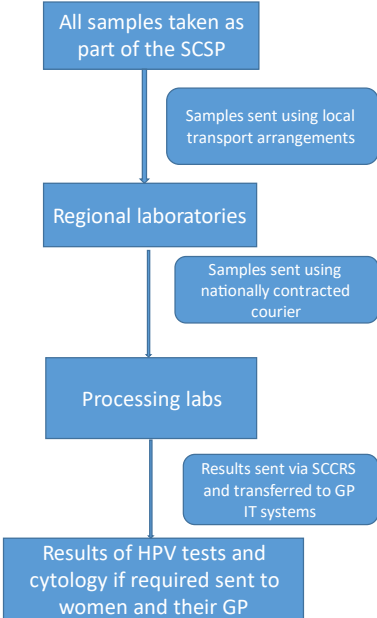 All samples taken as
part of the SCSP
Samples sent using local
transport arrangements
Regional laboratories
Samples sent using
nationally contracted
courier
Processing labs
Results sent via SCCRS
and transferred to GP
IT systems
Results of HPV tests and
cytology if required sent to
women and their GP